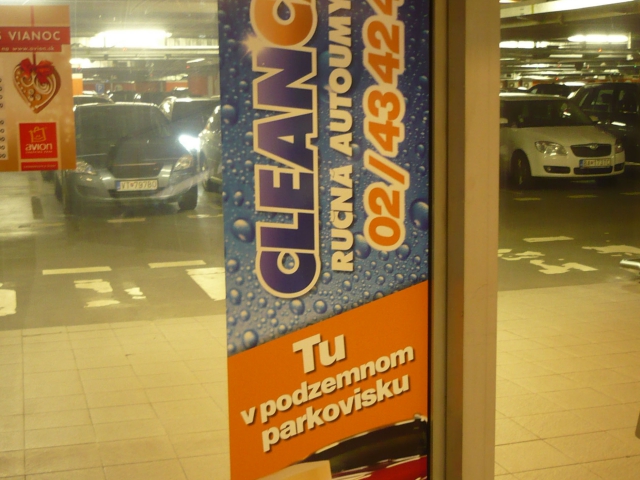 VIANOC
avion
CLEANC
RUČNÁ AUTOUMY
02/43 424
Tu
v podzemnom
parkovisku